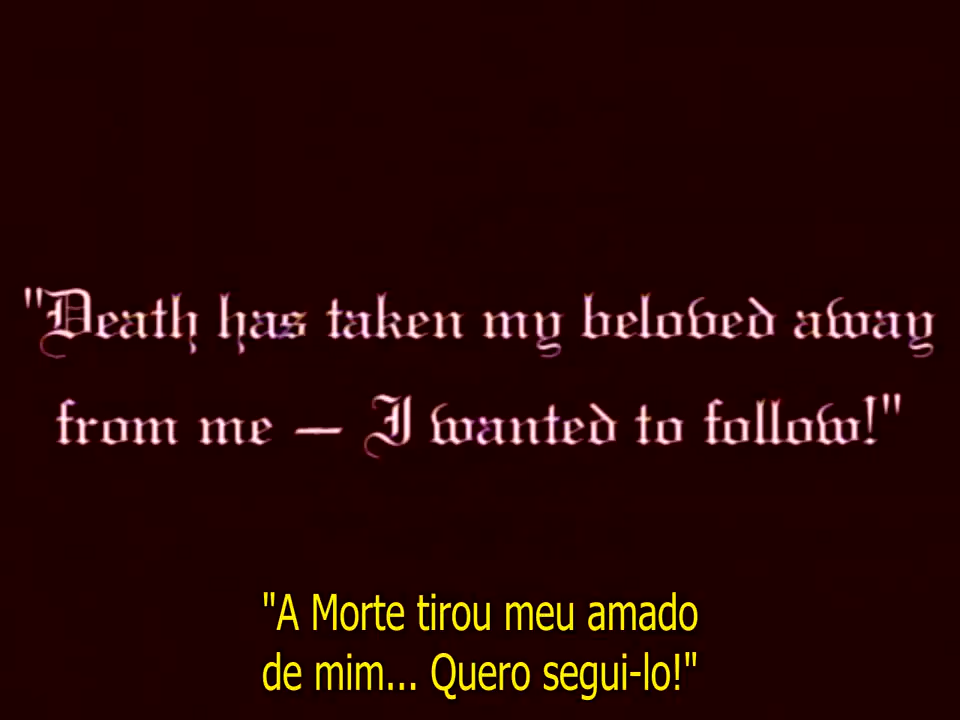 "Death has taken my beloved away
from me — I wanted to follow!"
"A Morte tirou meu amado
de mim... Quero segui-lo!"